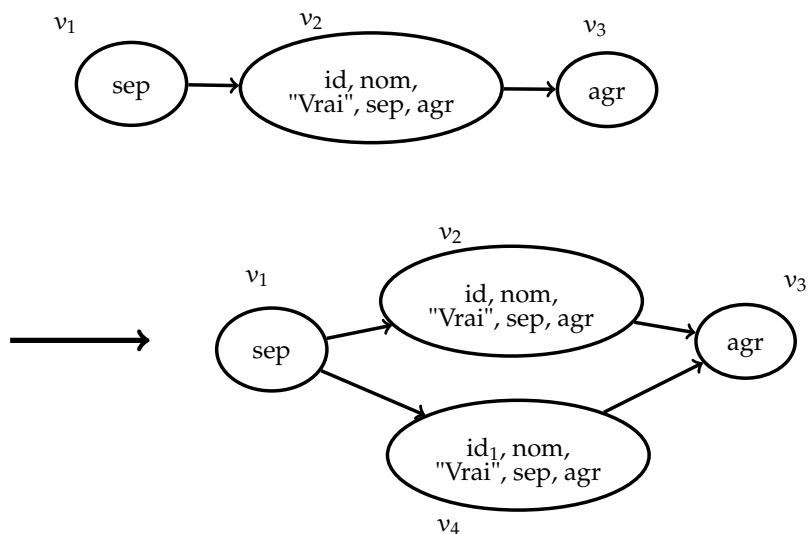 v₁
v₂
v₃
sep
id, nom,
"Vrai", sep, agr
agr
v₂
v₁
v₃
id, nom,
"Vrai", sep, agr
sep
agr
id₁, nom,
"Vrai", sep, agr
v₄